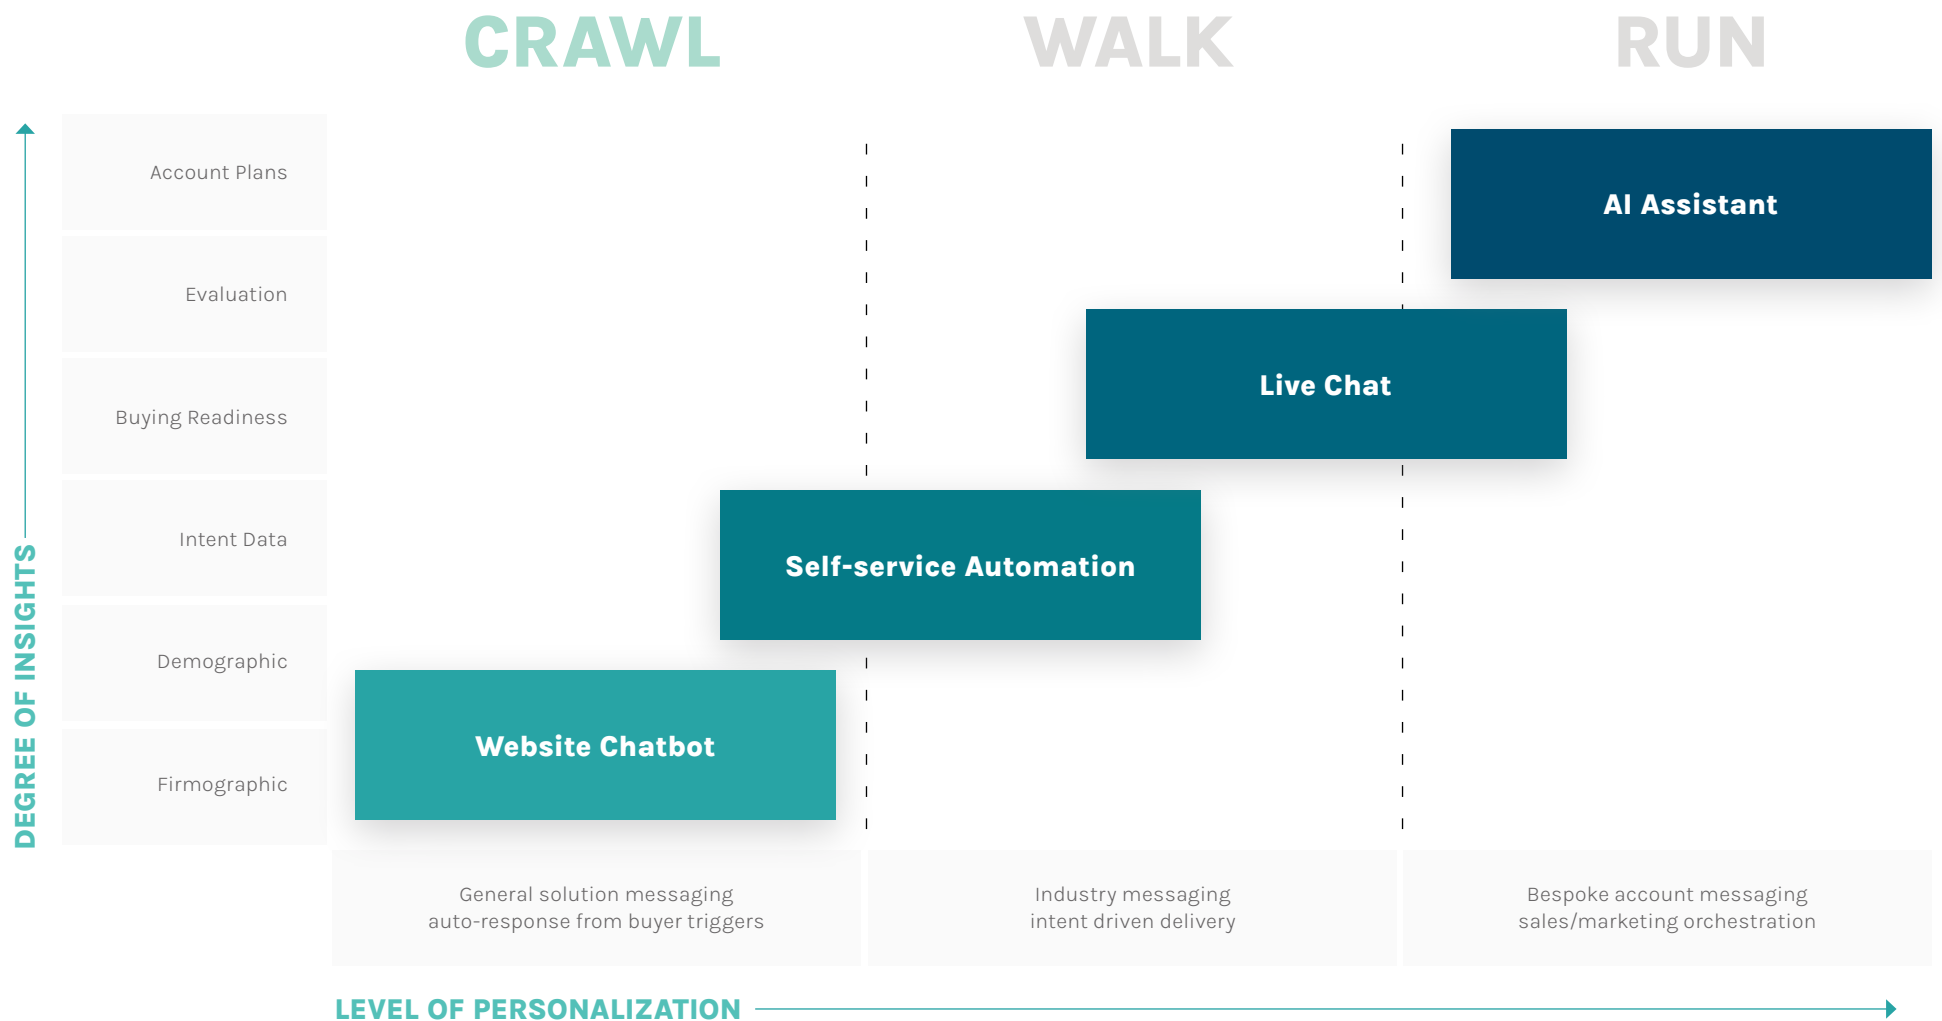 CRAWL
WALK
RUN
Account Plans
AI Assistant
Evaluation
Live Chat
Buying Readiness
Intent Data
Self-service Automation
Demographic
Website Chatbot
Firmographic
DEGREE OF INSIGHTS
General solution messaging
auto-response from buyer triggers
Industry messaging
intent driven delivery
Bespoke account messaging
sales/marketing orchestration
LEVEL OF PERSONALIZATION